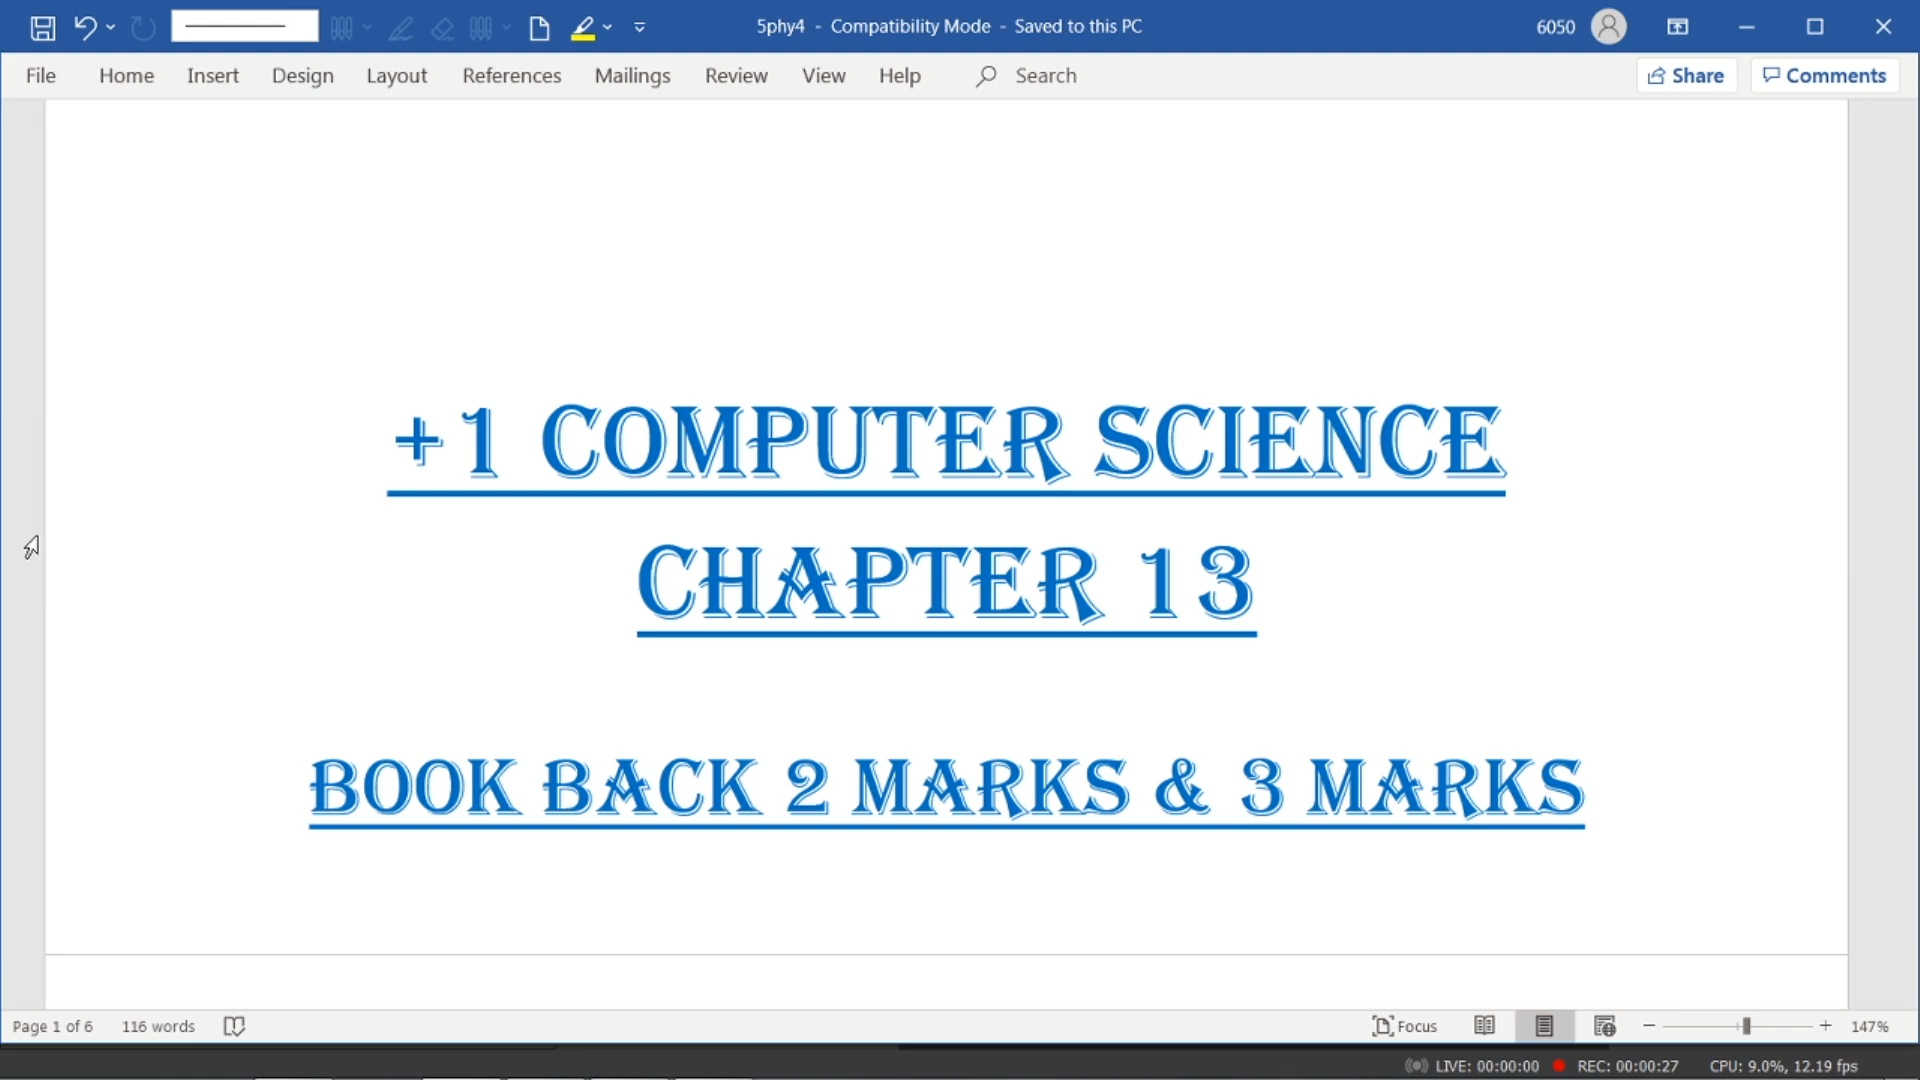 5phy4 - Compatibility Mode - Saved to this PC
6050
File Home Insert Design Layout References Mailings Review View Help Search Share Comments
+1 COMPUTER SCIENCE
CHAPTER 13
BOOK BACK 2 MARKS & 3 MARKS
Page 1 of 6 116 words Focus 147%
LIVE: 00:00:00 REC: 00:00:27 CPU: 9.0%, 12.19 fps